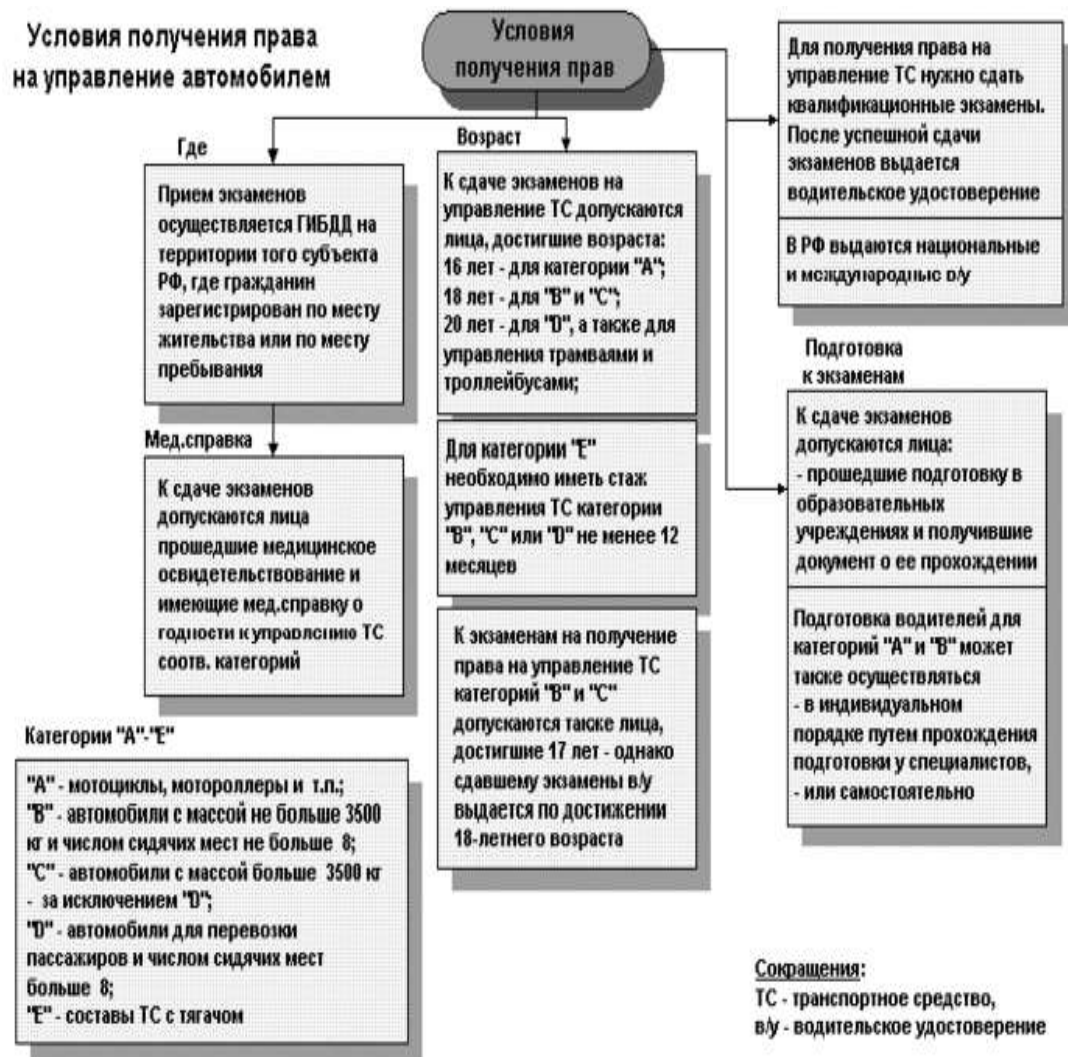 Условия получения права
на управление автомобилем
Условия
получения прав
Где
Прием экзаменов
осуществляется ГИБДД на
территории того субъекта
РФ, где гражданин
зарегистрирован по месту
жительства или по месту
пребывания
Мед.справка
К сдаче экзаменов
допускаются лица
прошедшие медицинское
освидетельствование и
имеющие мед.справку о
годности к управлению ТС
соотв. категорий
Категории "А"-"Е"
"А" - мотоциклы, мотороллеры и т.п.;
"В" - автомобили с массой не больше 3500
кг и числом сидячих мест не больше 8;
"С" - автомобили с массой больше 3500 кг
- за исключением "D";
"D" - автомобили для перевозки
пассажиров и числом сидячих мест
больше 8;
"Е" - составы ТС с тягачом
Возраст
К сдаче экзаменов на
управление ТС допускаются
лица, достигшие возраста:
16 лет - для категории "А";
18 лет - для "В" и "С";
20 лет - для "D", а также для
управления трамваями и
троллейбусами;
Для категории "Е"
необходимо иметь стаж
управления ТС категории
"В", "С" или "D" не менее 12
месяцев
К экзаменам на получение
права на управление ТС
категорий "В" и "С"
допускаются также лица,
достигшие 17 лет - однако
сдавшему экзамены в/у
выдается по достижении
18-летнего возраста
Для получения права на
управление ТС нужно сдать
квалификационные экзамены.
После успешной сдачи
экзаменов выдается
водительское удостоверение
В РФ выдаются национальные
и международные в/у
Подготовка
к экзаменам
К сдаче экзаменов
допускаются лица:
- прошедшие подготовку в
образовательных
учреждениях и получившие
документ о ее прохождении
Подготовка водителей для
категорий "А" и "В" может
также осуществляться
- в индивидуальном
порядке путем прохождения
подготовки у специалистов,
- или самостоятельно
Сокращения:
ТС - транспортное средство,
в/у - водительское удостоверение